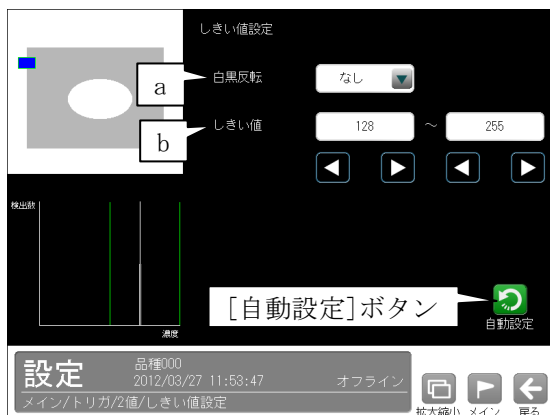 しきい値設定
a
白黒反転
なし
b
しきい値
128
～
255
検出数
濃度
[自動設定]ボタン
自動設定
設定
品種000
2012/03/27 11:53:47
オフライン
メイン/トリガ/2値/しきい値設定
拡大縮小
メイン
戻る